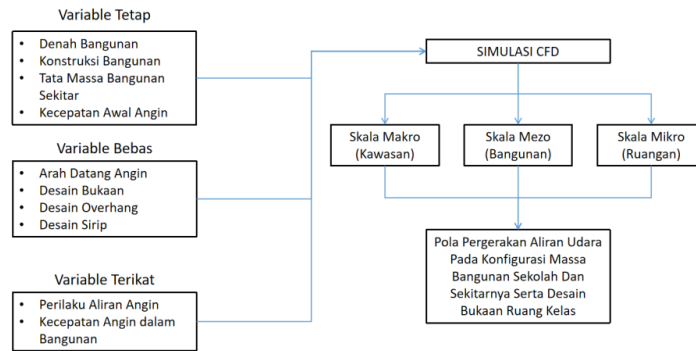 Variable Tetap
• Denah Bangunan
• Konstruksi Bangunan
• Tata Massa Bangunan
Sekitar
• Kecepatan Awal Angin
Variable Bebas
• Arah Datang Angin
• Desain Bukaan
• Desain Overhang
• Desain Sirip
Variable Terikat
• Perilaku Aliran Angin
• Kecepatan Angin dalam
Bangunan
SIMULASI CFD
Skala Makro
(Kawasan)
Skala Mezo
(Bangunan)
Skala Mikro
(Ruangan)
Pola Pergerakan Aliran Udara
Pada Konfigurasi Massa
Bangunan Sekolah Dan
Sekitarnya Serta Desain
Bukaan Ruang Kelas